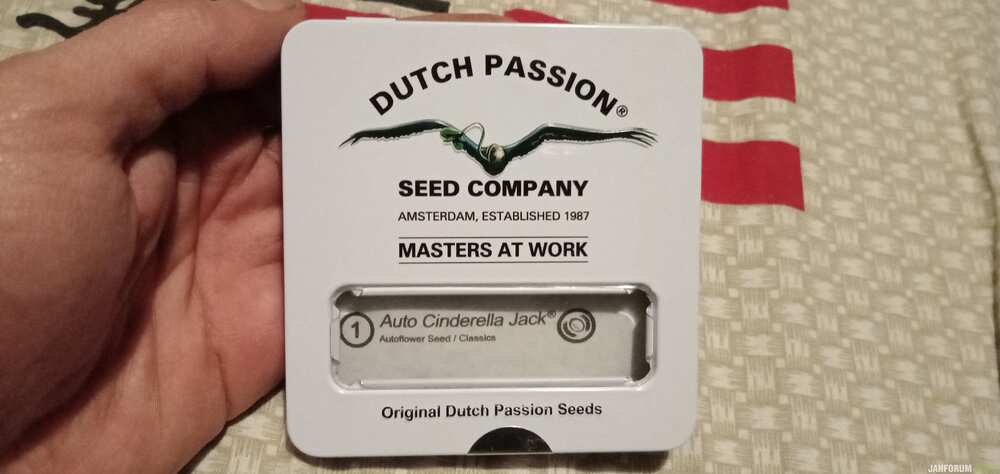 DUTCH PASSION®
SEED COMPANY
AMSTERDAM, ESTABLISHED 1987
MASTERS AT WORK
1 Auto Cinderella Jack®
Autoflower Seed / Classics
Original Dutch Passion Seeds
JANFORUM